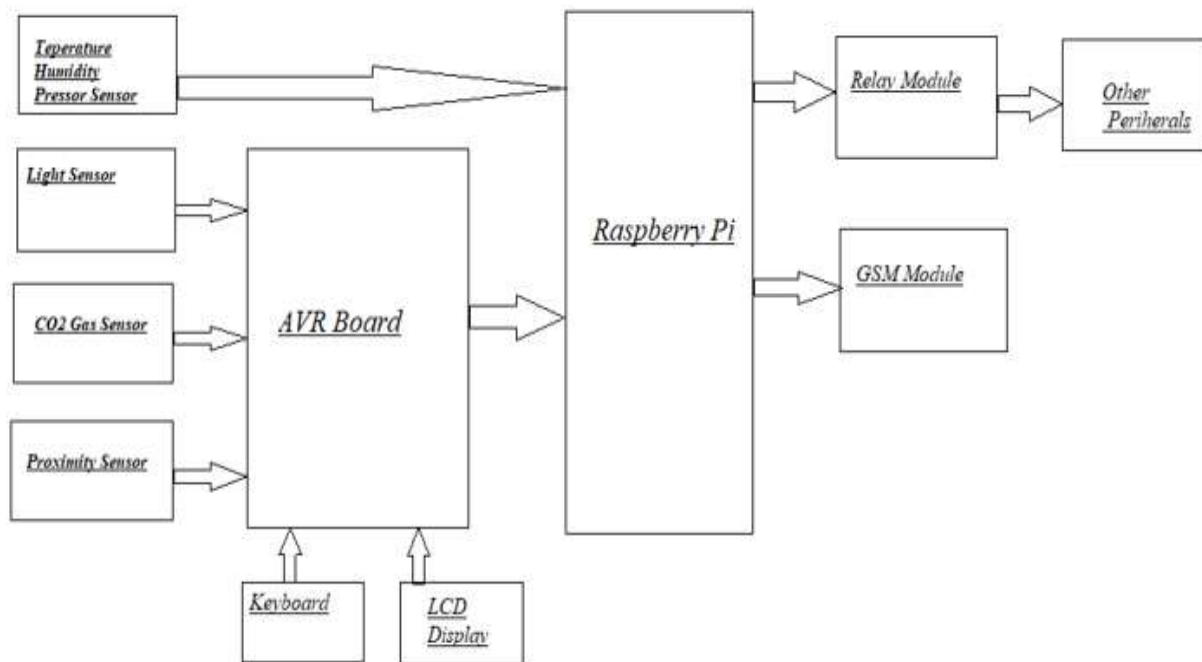 Teperature
Humidity
Pressor Sensor
Light Sensor
CO2 Gas Sensor
Proximity Sensor
AVR Board
Keyboard
LCD
Display
Raspberry Pi
Relay Module
Other
Periherals
GSM Module